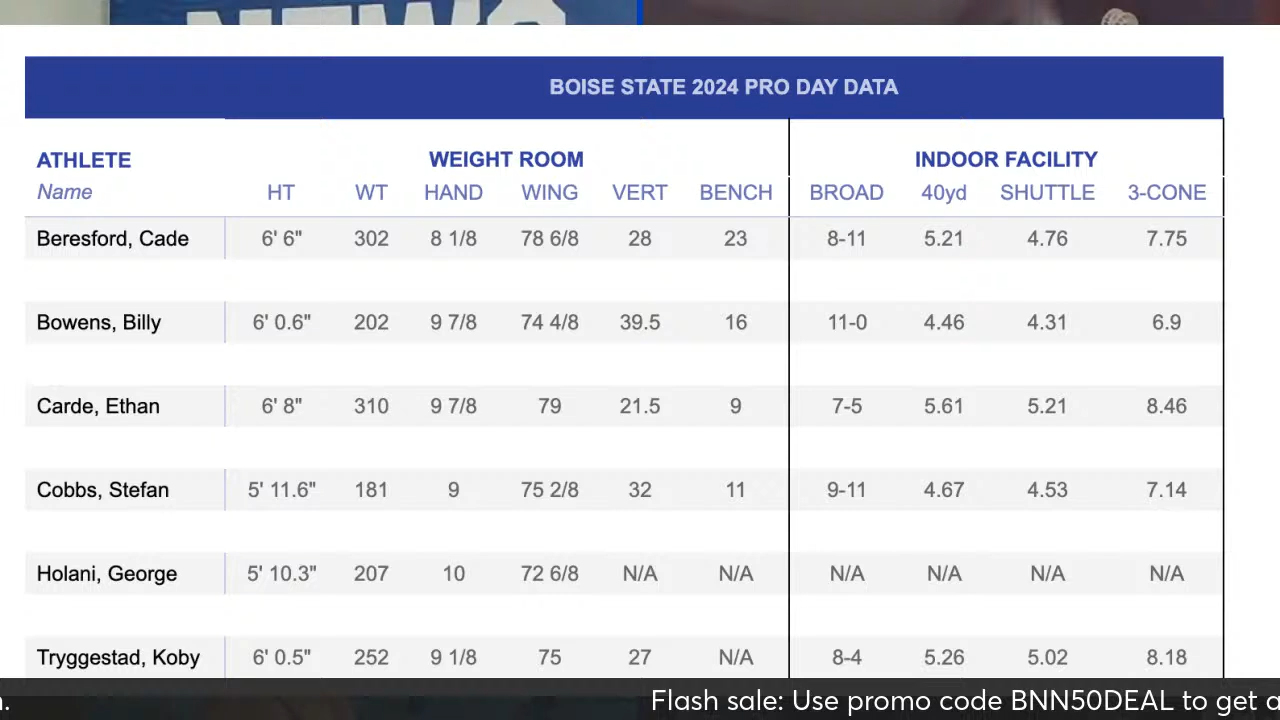 NEWS
BOISE STATE 2024 PRO DAY DATA
ATHLETE WEIGHT ROOM INDOOR FACILITY
Name HT WT HAND WING VERT BENCH BROAD 40yd SHUTTLE 3-CONE
Beresford, Cade 6' 6" 302 8 1/8 78 6/8 28 23 8-11 5.21 4.76 7.75
Bowens, Billy 6' 0.6" 202 9 7/8 74 4/8 39.5 16 11-0 4.46 4.31 6.9
Carde, Ethan 6' 8" 310 9 7/8 79 21.5 9 7-5 5.61 5.21 8.46
Cobbs, Stefan 5' 11.6" 181 9 75 2/8 32 11 9-11 4.67 4.53 7.14
Holani, George 5' 10.3" 207 10 72 6/8 N/A N/A N/A N/A N/A N/A
Tryggestad, Koby 6' 0.5" 252 9 1/8 75 27 N/A 8-4 5.26 5.02 8.18
Flash sale: Use promo code BNN50DEAL to get